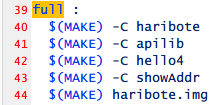 39 full :
40 $(MAKE) -C haribote
41 $(MAKE) -C apilib
42 $(MAKE) -C hello4
43 $(MAKE) -C showAddr
44 $(MAKE) haribote.img